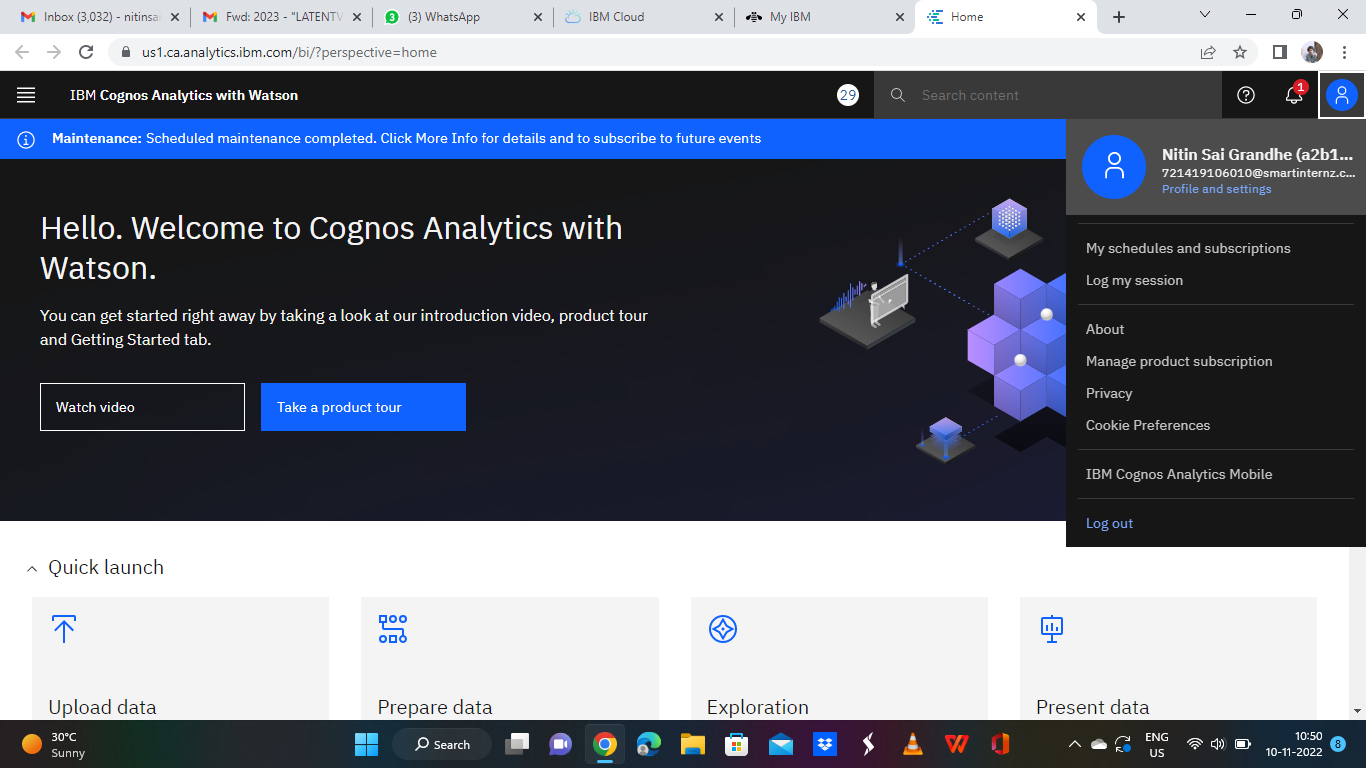 Inbox (3,032) - nitinsai
Fwd: 2023 - "LATENTV
3
(3) WhatsApp
IBM Cloud
My IBM
Home
us1.ca.analytics.ibm.com/bi/?perspective=home
IBM Cognos Analytics with Watson
29
Search content
1
Maintenance: Scheduled maintenance completed. Click More Info for details and to subscribe to future events
Nitin Sai Grandhe (a2b1...
721419106010@smartinternz.c...
Profile and settings
My schedules and subscriptions
Log my session
About
Manage product subscription
Privacy
Cookie Preferences
IBM Cognos Analytics Mobile
Log out
Hello. Welcome to Cognos Analytics with
Watson.
You can get started right away by taking a look at our introduction video, product tour
and Getting Started tab.
Watch video
Take a product tour
Quick launch
Upload data
Prepare data
Exploration
Present data
30°C
Sunny
Search
ENG
US
10:50
10-11-2022
8